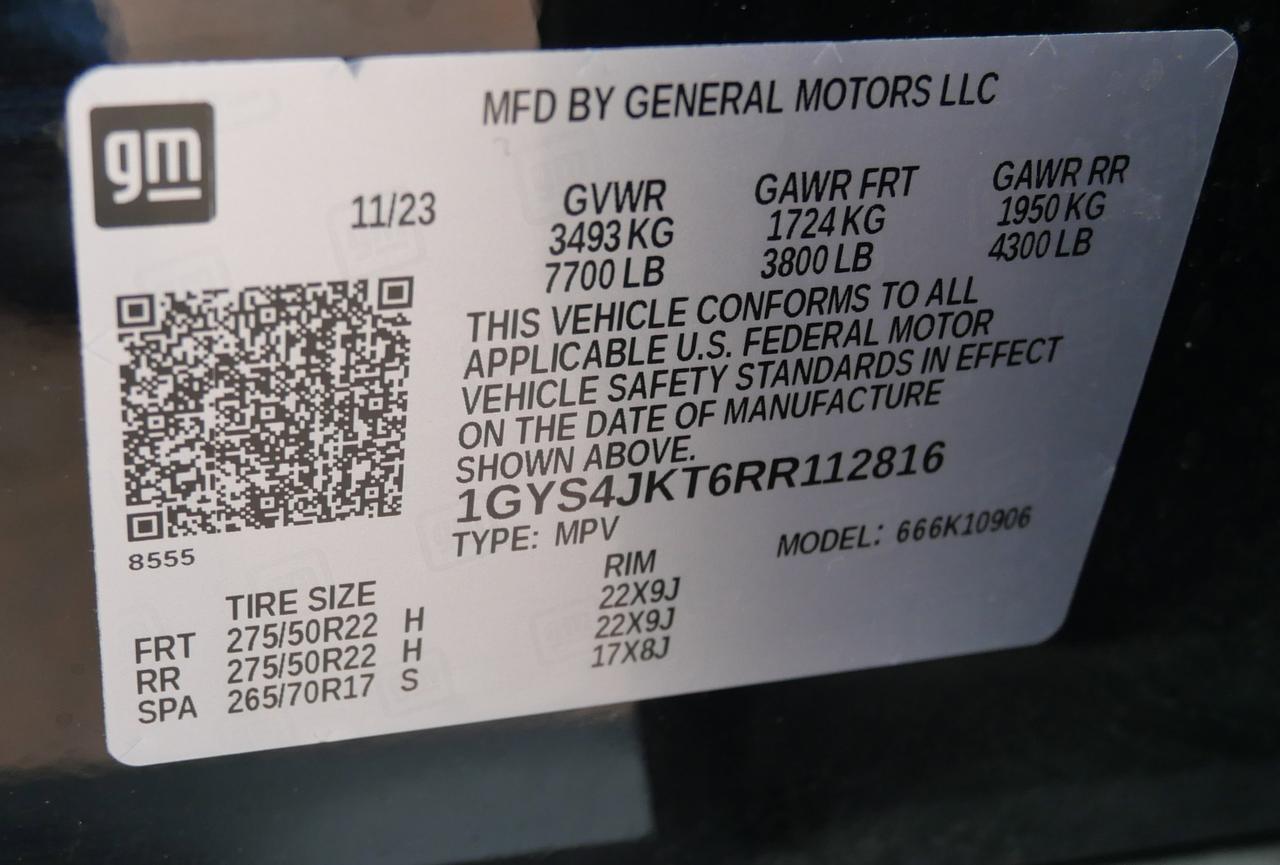 gm
MFD BY GENERAL MOTORS LLC
11/23 GVWR GAWR FRT GAWR RR
3493 KG 1724 KG 1950 KG
7700 LB 3800 LB 4300 LB
THIS VEHICLE CONFORMS TO ALL
APPLICABLE U.S. FEDERAL MOTOR
VEHICLE SAFETY STANDARDS IN EFFECT
ON THE DATE OF MANUFACTURE
SHOWN ABOVE.
1GYS4JKT6RR112816
TYPE: MPV MODEL: 666K10906
8555
TIRE SIZE RIM
FRT 275/50R22 H 22X9J
RR 275/50R22 H 22X9J
SPA 265/70R17 S 17X8J